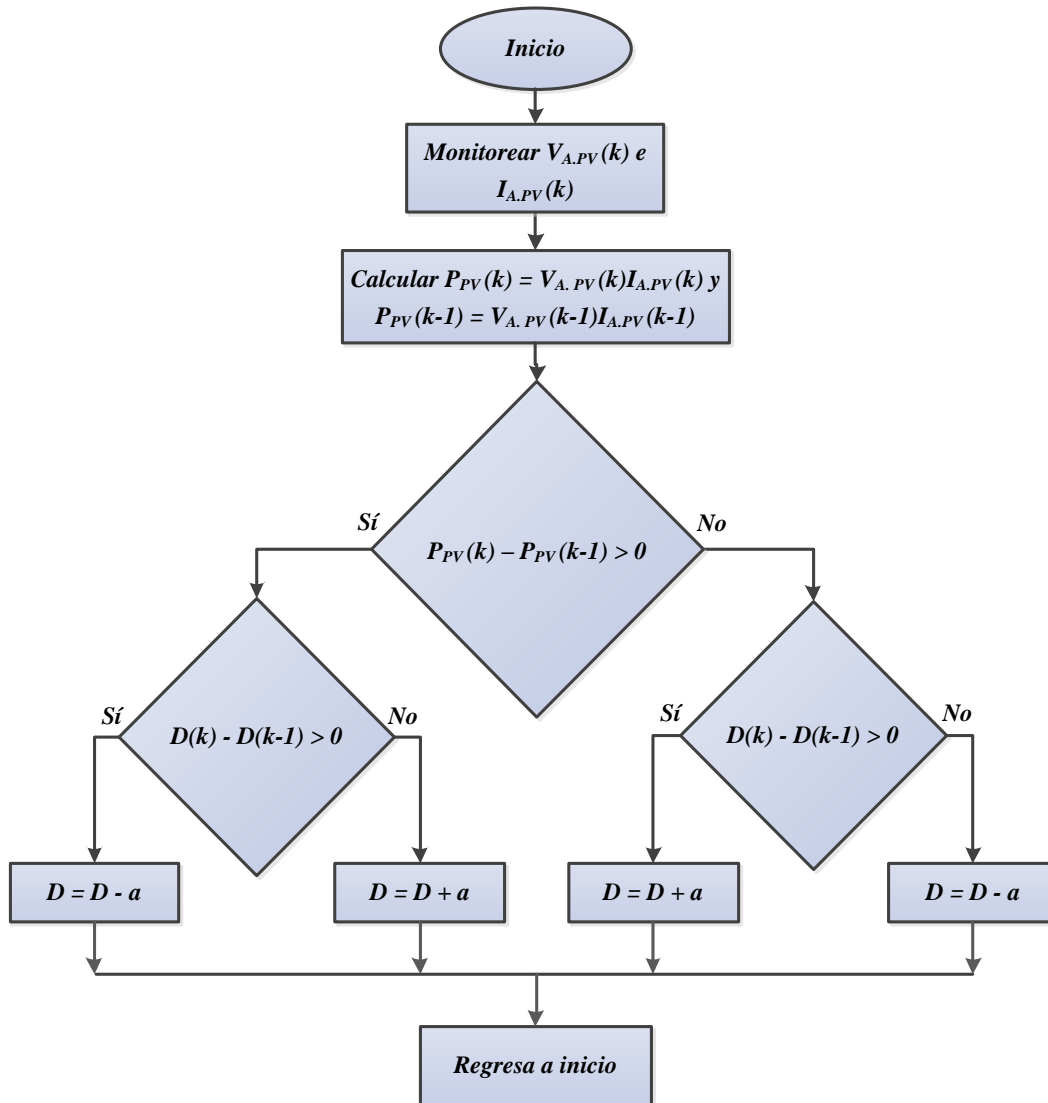 Inicio
Monitorear V_A.PV(k) e
I_A.PV(k)
Calcular P_PV(k) = V_A. PV(k)I_A.PV(k) y
P_PV(k-1) = V_A. PV(k-1)I_A.PV(k-1)
Sí
No
P_PV(k) – P_PV(k-1) > 0
Sí
No
D(k) - D(k-1) > 0
Sí
No
D(k) - D(k-1) > 0
D = D - a
D = D + a
D = D + a
D = D - a
Regresa a inicio